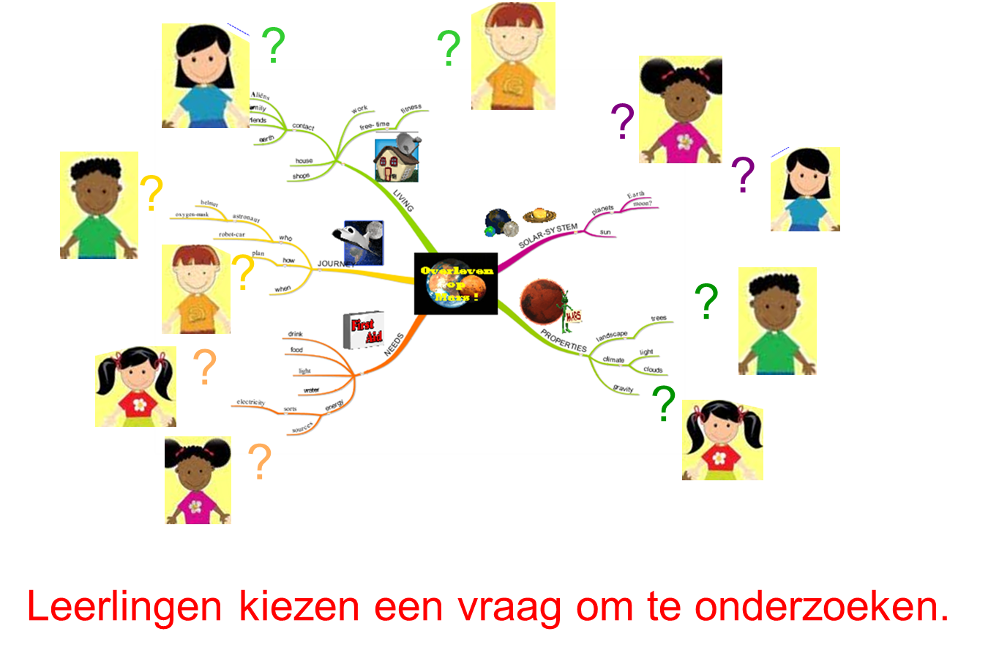 ?
?
?
?
?
?
?
?
?
?
Aliëns
family
friends
earth
contact
work
free- time
fitness
house
shops
LIVING
helmet
oxygen-mask
astronaut
robot-car
who
plan
how
when
JOURNEY
Earth
moon?
planets
sun
SOLAR-SYSTEM
Overleven
op
Mars !
First
Aid
MARS
drink
food
light
water
energy
electricity
sorts
sources
NEEDS
PROPERTIES
landscape
trees
climate
light
clouds
gravity
Leerlingen kiezen een vraag om te onderzoeken.